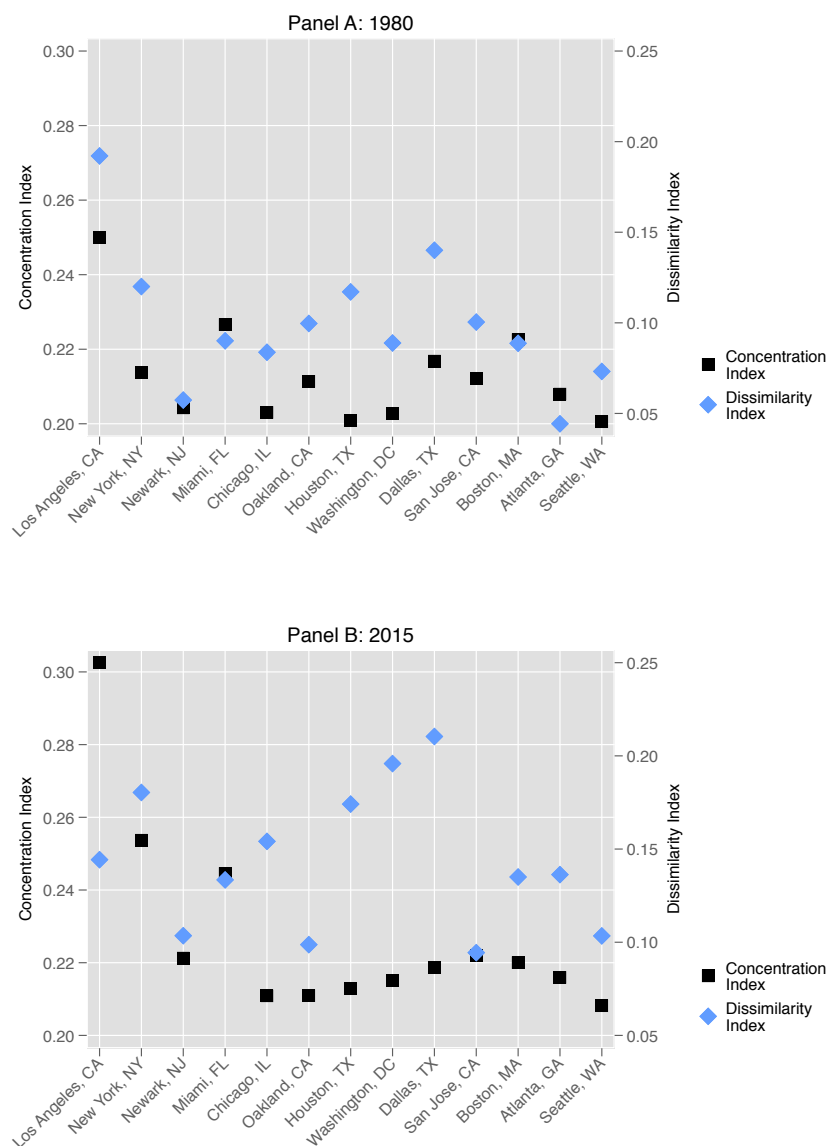 Panel A: 1980
0.30
0.28
0.26
0.24
0.22
0.20
Concentration Index
0.25
0.20
0.15
0.10
0.05
Dissimilarity Index
Los Angeles, CA
New York, NY
Newark, NJ
Miami, FL
Chicago, IL
Oakland, CA
Houston, TX
Washington, DC
Dallas, TX
San Jose, CA
Boston, MA
Atlanta, GA
Seattle, WA
Concentration
Index
Dissimilarity
Index
Panel B: 2015
0.30
0.28
0.26
0.24
0.22
0.20
Concentration Index
0.25
0.20
0.15
0.10
0.05
Dissimilarity Index
Los Angeles, CA
New York, NY
Newark, NJ
Miami, FL
Chicago, IL
Oakland, CA
Houston, TX
Washington, DC
Dallas, TX
San Jose, CA
Boston, MA
Atlanta, GA
Seattle, WA
Concentration
Index
Dissimilarity
Index